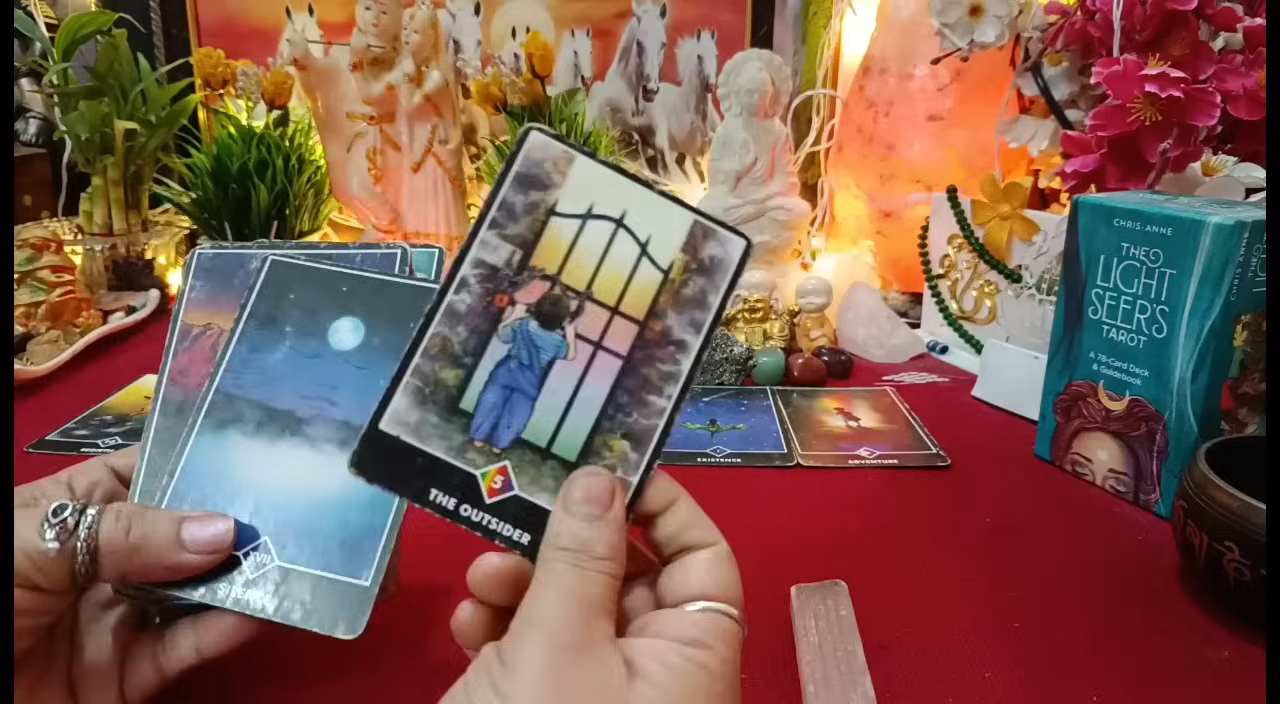 5
THE OUTSIDER
XVII
SILENCE
EXISTENCE
ADVENTURE
CHRIS-ANNE
THE
LIGHT
SEER'S
TAROT
A 78-Card Deck
& Guidebook
CHRIS-ANNE
THE